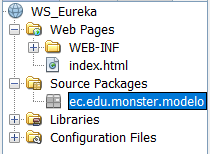 WS_Eureka
Web Pages
WEB-INF
index.html
Source Packages
ec.edu.monster.modelo
Libraries
Configuration Files